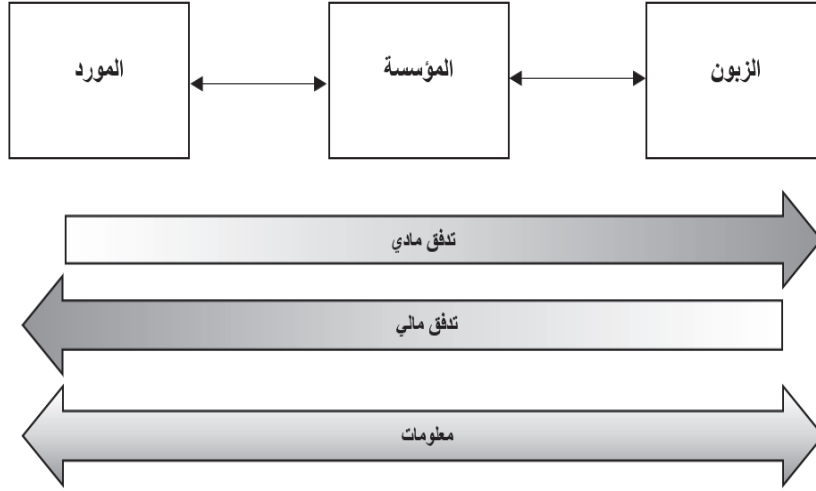 الزبون
المؤسسة
المورد
تدفق مادي
تدفق مالي
معلومات